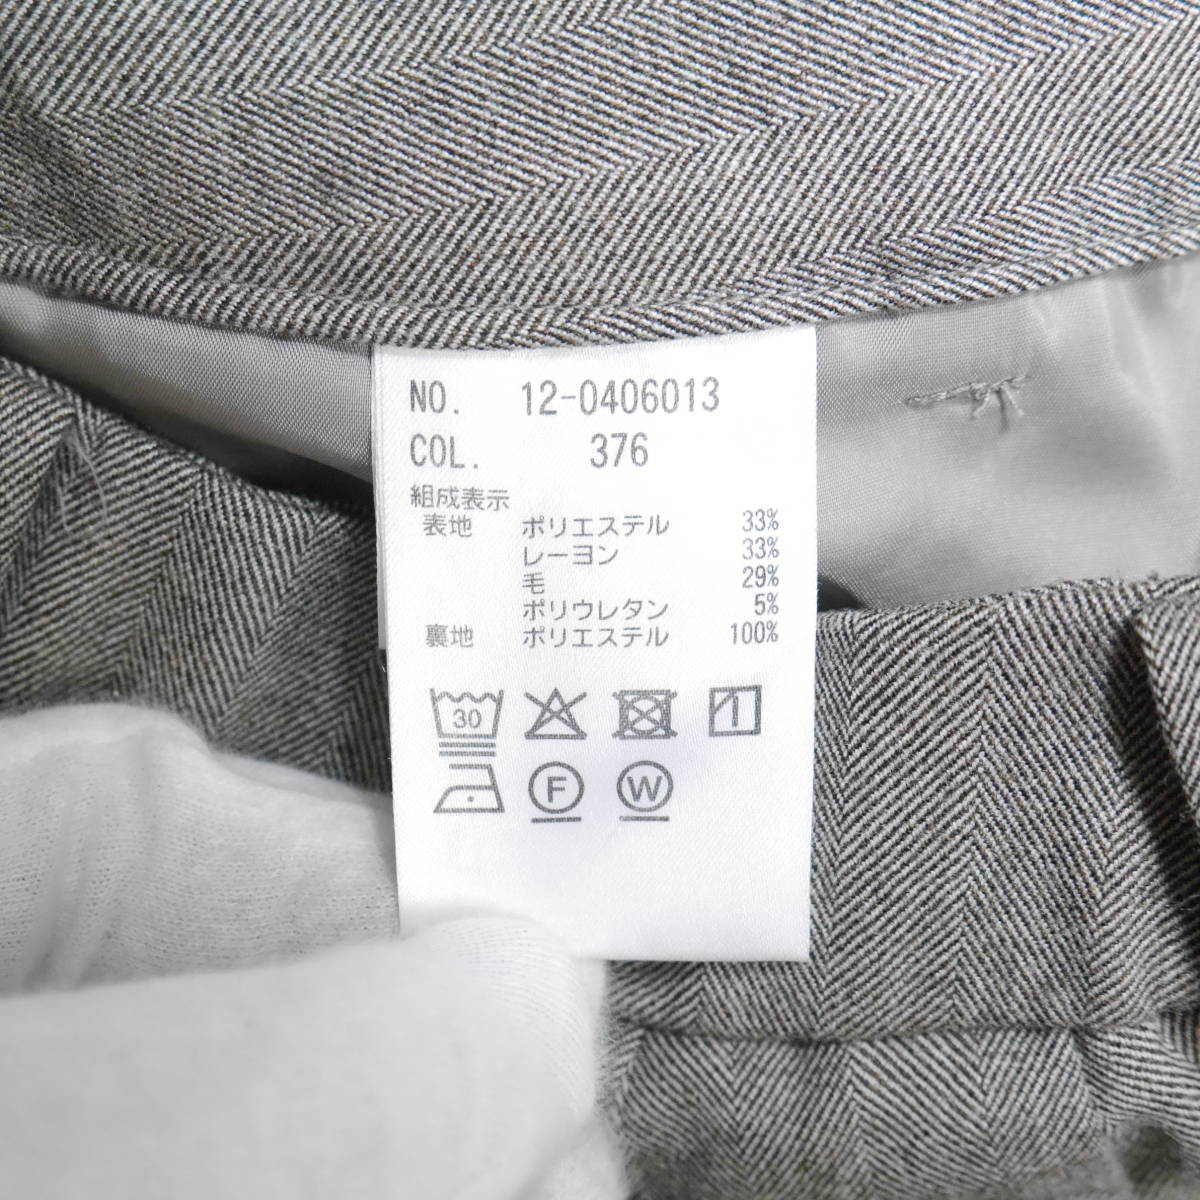 NO. 12-0406013
COL. 376
組成表示
表地 ポリエステル 33%
レーヨン 33%
毛 29%
ポリウレタン 5%
裏地 ポリエステル 100%
30
F W